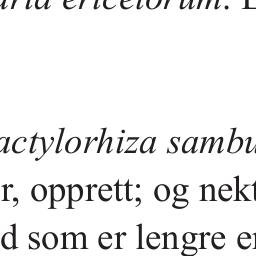 aria ericetorum. D
actylorhiza sambu
r, opprett; og nekt
d som er lengre en